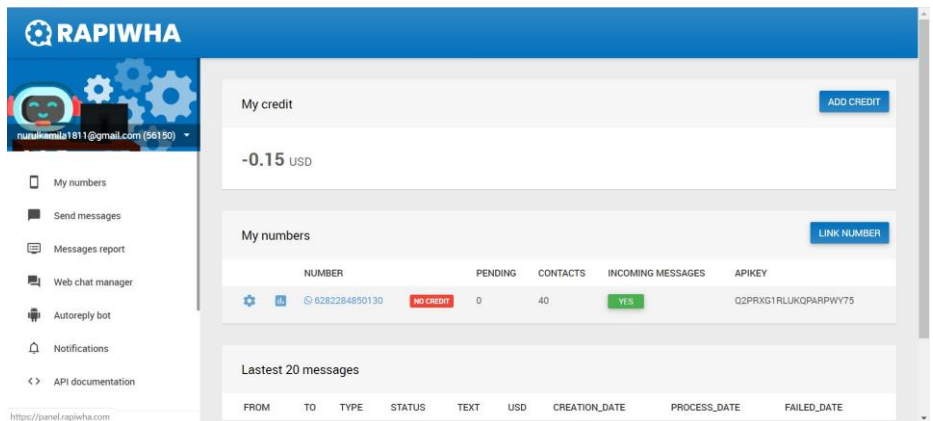 RAPIWHA
nurulkamila1811@gmail.com (56150)
My numbers
Send messages
Messages report
Web chat manager
Autoreply bot
Notifications
API documentation
https://panel.rapiwha.com
My credit
ADD CREDIT
-0.15 USD
My numbers
LINK NUMBER
NUMBER PENDING CONTACTS INCOMING MESSAGES APIKEY
6282284850130 NO CREDIT 0 40 YES Q2PRXG1RLUKQPARPWY75
Lastest 20 messages
FROM TO TYPE STATUS TEXT USD CREATION_DATE PROCESS_DATE FAILED_DATE